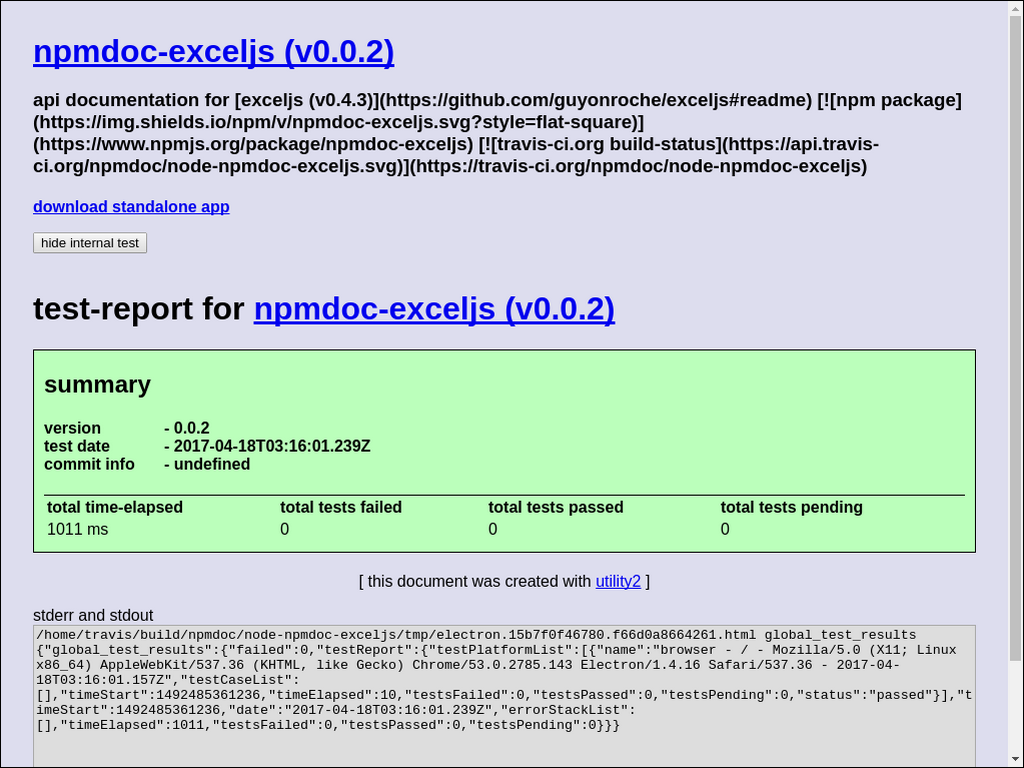 npmdoc-exceljs (v0.0.2)
api documentation for [exceljs (v0.4.3)](https://github.com/guyonroche/exceljs#readme) [![npm package]
(https://img.shields.io/npm/v/npmdoc-exceljs.svg?style=flat-square)]
(https://www.npmjs.org/package/npmdoc-exceljs) [![travis-ci.org build-status](https://api.travis-
ci.org/npmdoc/node-npmdoc-exceljs.svg)](https://travis-ci.org/npmdoc/node-npmdoc-exceljs)
download standalone app
hide internal test
test-report for npmdoc-exceljs (v0.0.2)
summary
version - 0.0.2
test date - 2017-04-18T03:16:01.239Z
commit info - undefined
total time-elapsed total tests failed total tests passed total tests pending
1011 ms 0 0 0
[ this document was created with utility2 ]
stderr and stdout
/home/travis/build/npmdoc/node-npmdoc-exceljs/tmp/electron.15b7f0f46780.f66d0a8664261.html global_test_results
{"global_test_results":{"failed":0,"testReport":{"testPlatformList":[{"name":"browser - / - Mozilla/5.0 (X11; Linux
x86_64) AppleWebKit/537.36 (KHTML, like Gecko) Chrome/53.0.2785.143 Electron/1.4.16 Safari/537.36 - 2017-04-
18T03:16:01.157Z","testCaseList":
[],"timeStart":1492485361236,"timeElapsed":10,"testsFailed":0,"testsPassed":0,"testsPending":0,"status":"passed"}],"t
imeStart":1492485361236,"date":"2017-04-18T03:16:01.239Z","errorStackList":
[],"timeElapsed":1011,"testsFailed":0,"testsPassed":0,"testsPending":0}}}